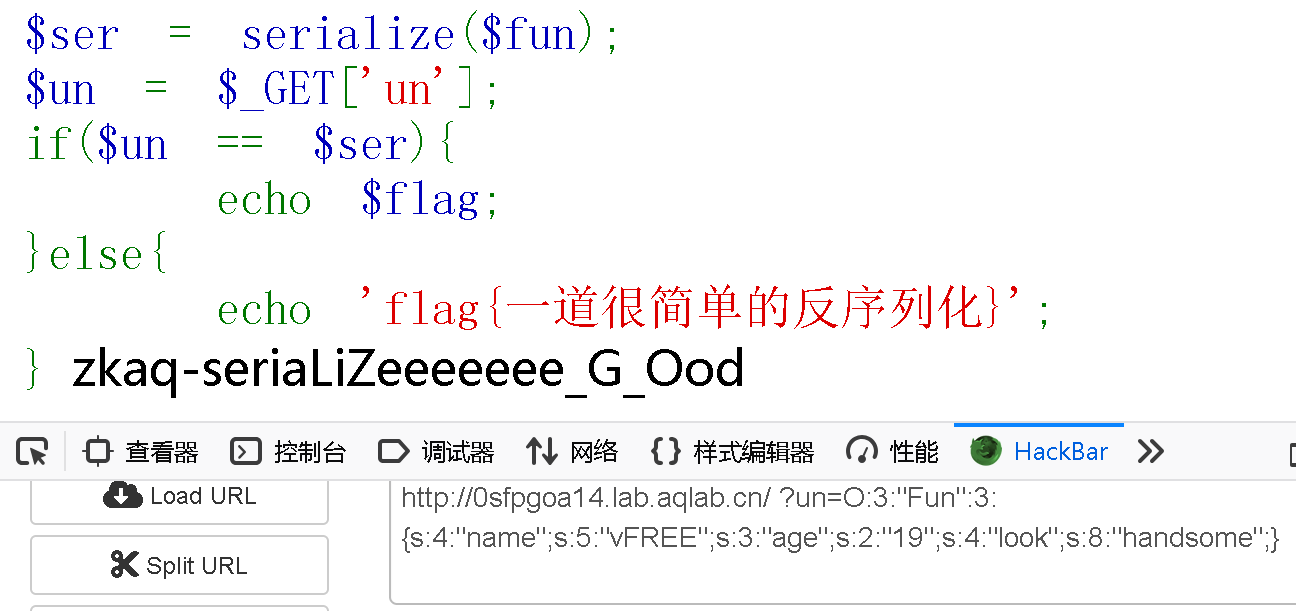 $ser = serialize($fun);
$un = $_GET['un'];
if($un == $ser){
echo $flag;
}else{
echo 'flag{一道很简单的反序列化}';
} zkaq-seriaLiZeeeeeee_G_Ood
查看器 控制台 调试器 网络 {} 样式编辑器 性能 HackBar >>
Load URL
http://0sfpgoa14.lab.aqlab.cn/ ?un=O:3:"Fun":3:
{s:4:"name";s:5:"vFREE";s:3:"age";s:2:"19";s:4:"look";s:8:"handsome";}
Split URL